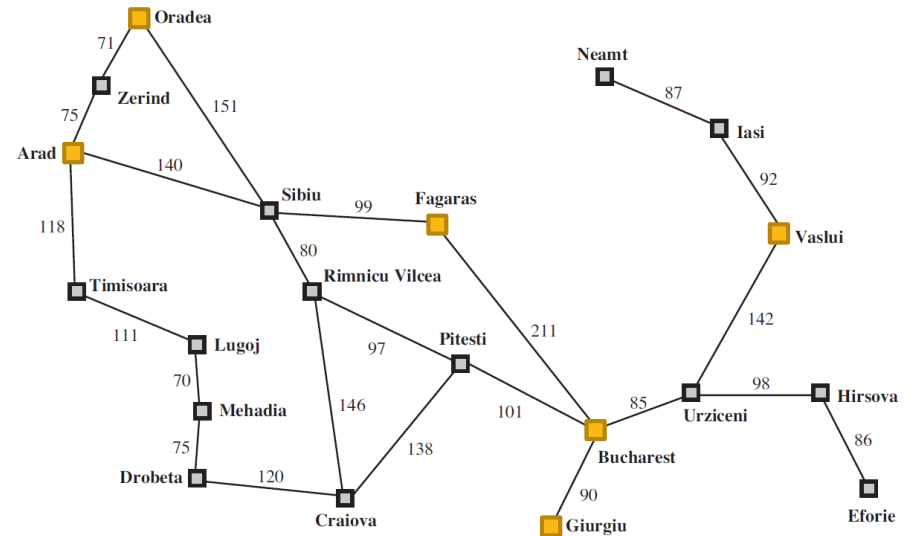 Oradea
71
Neamt
Zerind
87
151
75
Iasi
Arad
140
92
Sibiu
Fagaras
99
118
Vaslui
80
Timisoara
Rimnicu Vilcea
142
111
211
Lugoj
97
Pitesti
70
98
Hirsova
Mehadia
146
101
85
Urziceni
86
75
138
Bucharest
Drobeta
120
90
Craiova
Giurgiu
Eforie